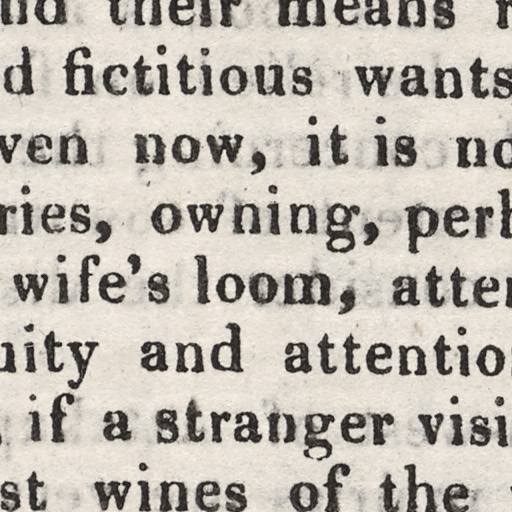 nd their means
d fictitious wants
ven now, it is no
ries, owning, perh
wife's loom, atten
uity and attentio
, if a stranger visi
st wines of the